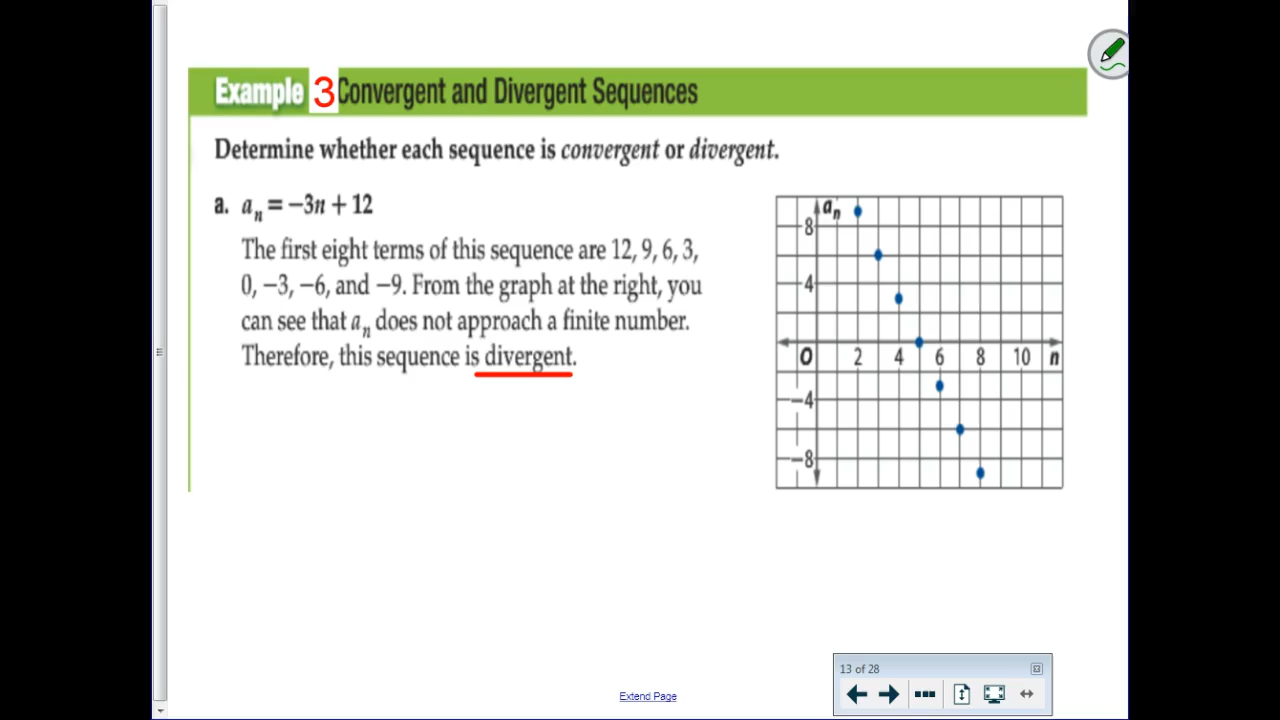 Example 3 Convergent and Divergent Sequences
Determine whether each sequence is convergent or divergent.
a. aₙ = −3n + 12
The first eight terms of this sequence are 12, 9, 6, 3,
0, −3, −6, and −9. From the graph at the right, you
can see that aₙ does not approach a finite number.
Therefore, this sequence is divergent.
aₙ
8
4
O 2 4 6 8 10 n
−4
−8
13 of 28
Extend Page